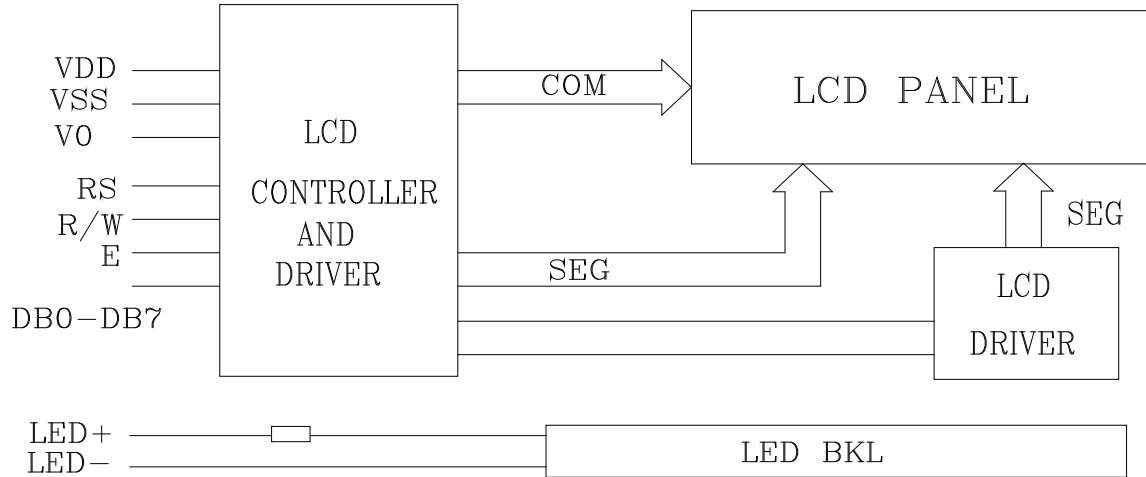 VDD
VSS
V0
RS
R/W
E
DB0-DB7
LCD
CONTROLLER
AND
DRIVER
COM
SEG
LCD PANEL
SEG
LCD
DRIVER
LED+
LED-
LED BKL